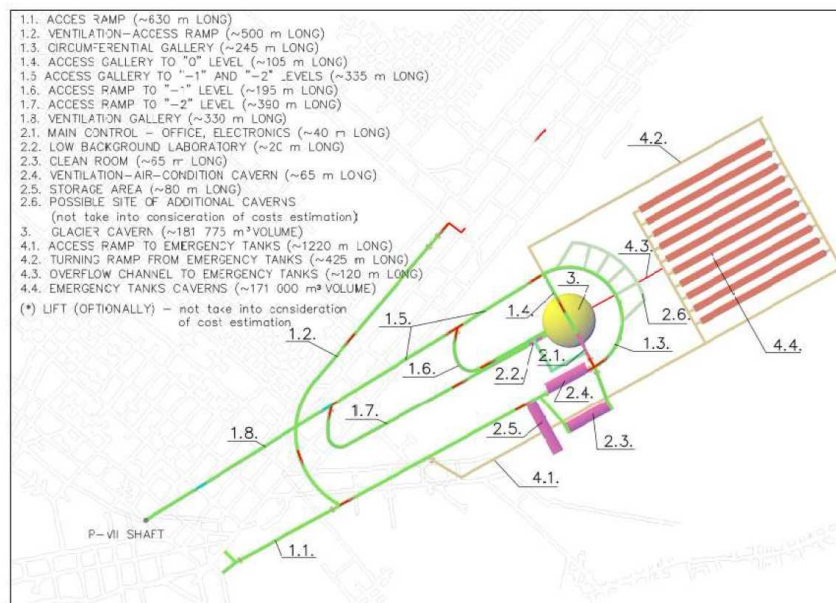 1.1. ACCES RAMP (~630 m LONG)
1.2. VENTILATION-ACCESS RAMP (~500 m LONG)
1.3. CIRCUMFERENTIAL GALLERY (~245 m LONG)
1.4. ACCESS GALLERY TO "0" LEVEL (~105 m LONG)
1.5 ACCESS GALLERY TO "-1" AND "-2" LEVELS (~335 m LONG)
1.6. ACCESS RAMP TO "-1" LEVEL (~195 m LONG)
1.7. ACCESS RAMP TO "-2" LEVEL (~390 m LONG)
1.8. VENTILATION GALLERY (~330 m LONG)
2.1. MAIN CONTROL - OFFICE, ELECTRONICS (~40 m LONG)
2.2. LOW BACKGROUND LABORATORY (~20 m LONG)
2.3. CLEAN ROOM (~65 m LONG)
2.4. VENTILATION-AIR-CONDITION CAVERN (~65 m LONG)
2.5. STORAGE AREA (~80 m LONG)
2.6. POSSIBLE SITE OF ADDITIONAL CAVERNS
(not take into consideration of costs estimation)
3. GLACIER CAVERN (~181 775 m³ VOLUME)
4.1. ACCESS RAMP TO EMERGENCY TANKS (~1220 m LONG)
4.2. TURNING RAMP FROM EMERGENCY TANKS (~425 m LONG)
4.3. OVERFLOW CHANNEL TO EMERGENCY TANKS (~120 m LONG)
4.4. EMERGENCY TANKS CAVERNS (~171 000 m³ VOLUME)
(*) LIFT (OPTIONALLY) - not take into consideration
of cost estimation
4.2.
4.3.
3.
1.4.
2.6.
1.5.
1.2.
4.4.
1.3.
2.1.
2.2.
1.6.
2.4.
1.7.
2.5.
2.3.
1.8.
4.1.
P-VII SHAFT
1.1.